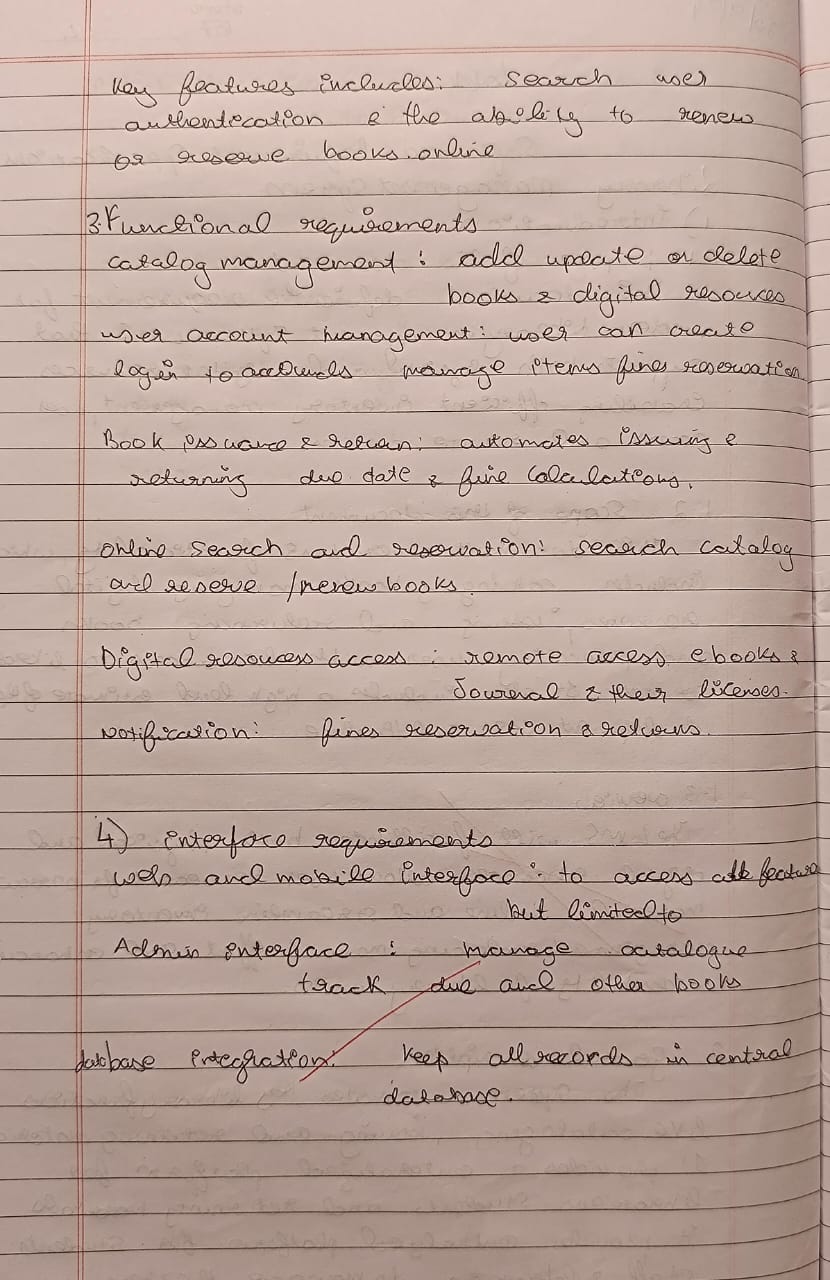 Key features includes: Search user
authentication & the ability to renew
or reserve books online
3. Functional requirements
catalog management : add update or delete
books & digital resouces
user account management: user can create
login to accounts manage items fines reservation
Book issuance & return: automates issuing &
returning due date & fine calculations.
online search and reservation: search catalog
and reserve /renew books.
Digital resouces access : remote access ebooks &
Journal & their licenses.
Notification: fines reservation & returns.
4) interface requirements
web and mobile interface : to access all feature
but limited to
Admin interface : manage catalogue
track due and other books
database integration: Keep all records in central
database.